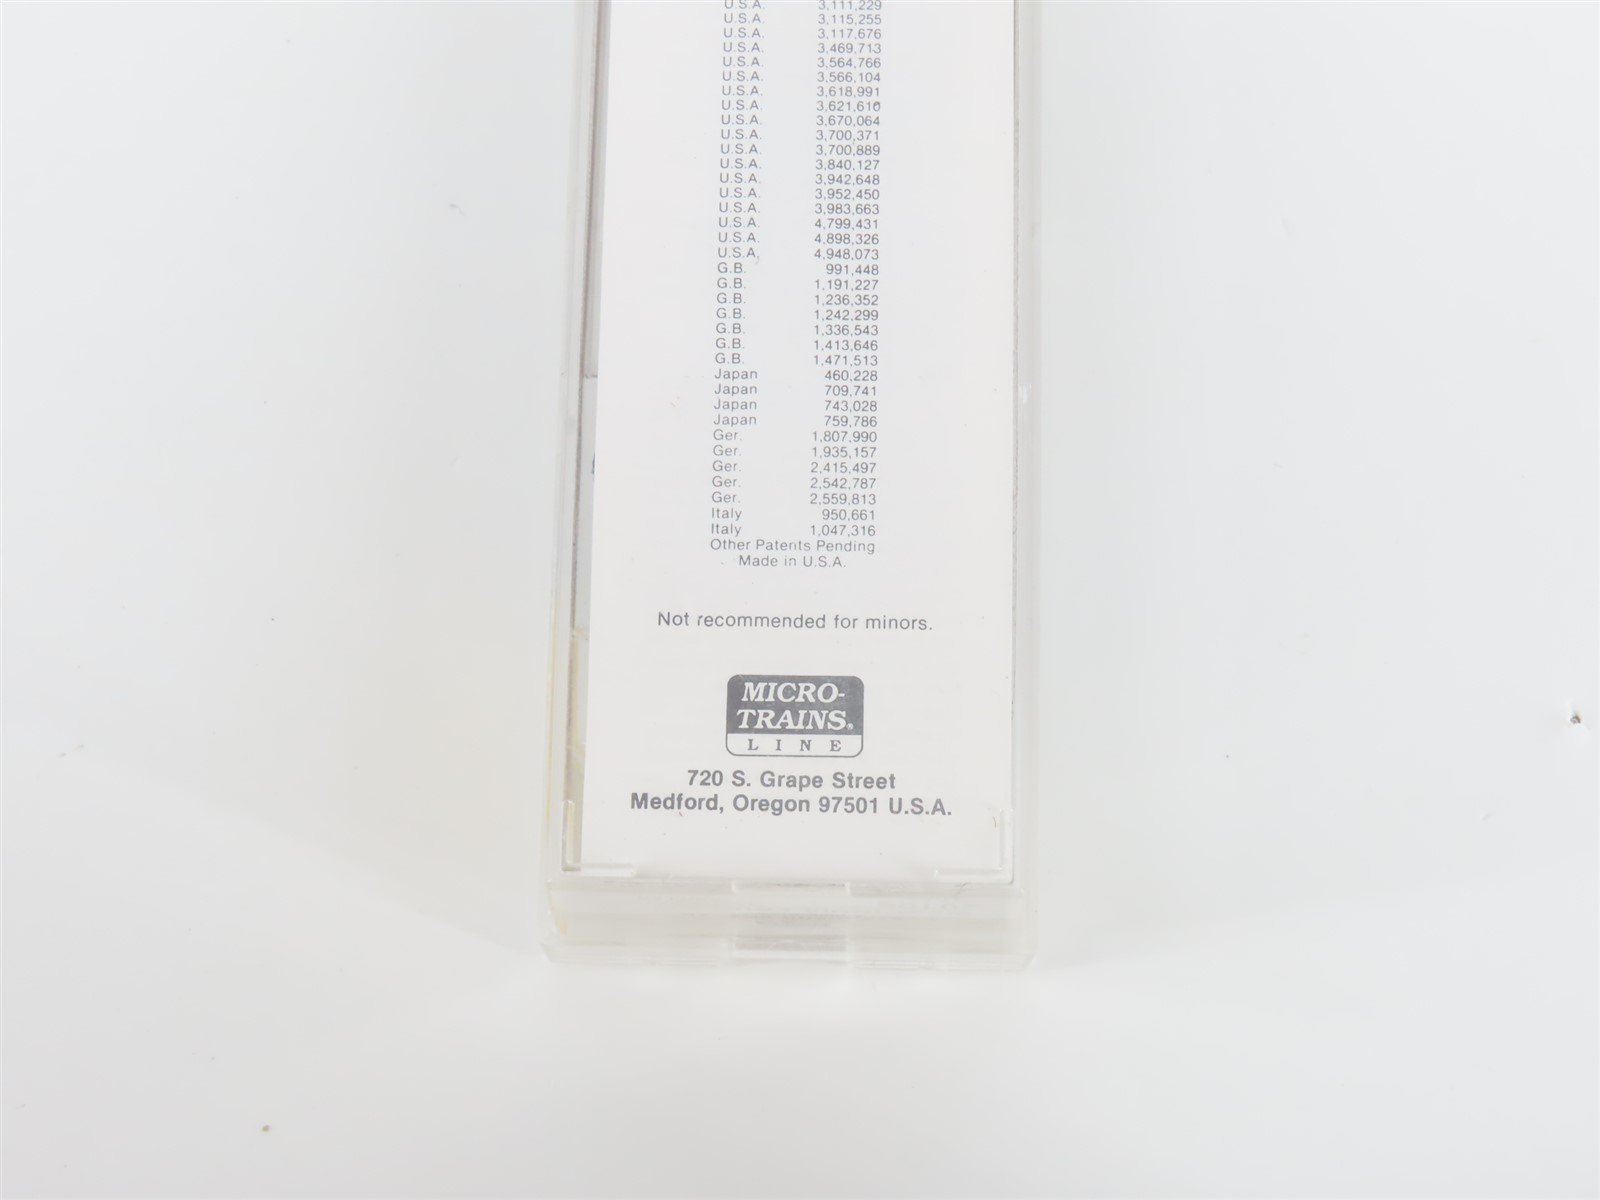 U.S.A. 3,111,229
U.S.A. 3,115,255
U.S.A. 3,117,676
U.S.A. 3,469,713
U.S.A. 3,564,766
U.S.A. 3,566,104
U.S.A. 3,618,991
U.S.A. 3,621,610
U.S.A. 3,670,064
U.S.A. 3,700,371
U.S.A. 3,700,889
U.S.A. 3,840,127
U.S.A. 3,942,648
U.S.A. 3,952,450
U.S.A. 3,983,663
U.S.A. 4,799,431
U.S.A. 4,898,326
U.S.A. 4,948,073
G.B. 991,448
G.B. 1,191,227
G.B. 1,236,352
G.B. 1,242,299
G.B. 1,336,543
G.B. 1,413,646
G.B. 1,471,513
Japan 460,228
Japan 709,741
Japan 743,028
Japan 759,786
Ger. 1,807,990
Ger. 1,935,157
Ger. 2,415,497
Ger. 2,542,787
Ger. 2,559,813
Italy 950,661
Italy 1,047,316
Other Patents Pending
Made in U.S.A.
Not recommended for minors.
MICRO-
TRAINS®
LINE
720 S. Grape Street
Medford, Oregon 97501 U.S.A.